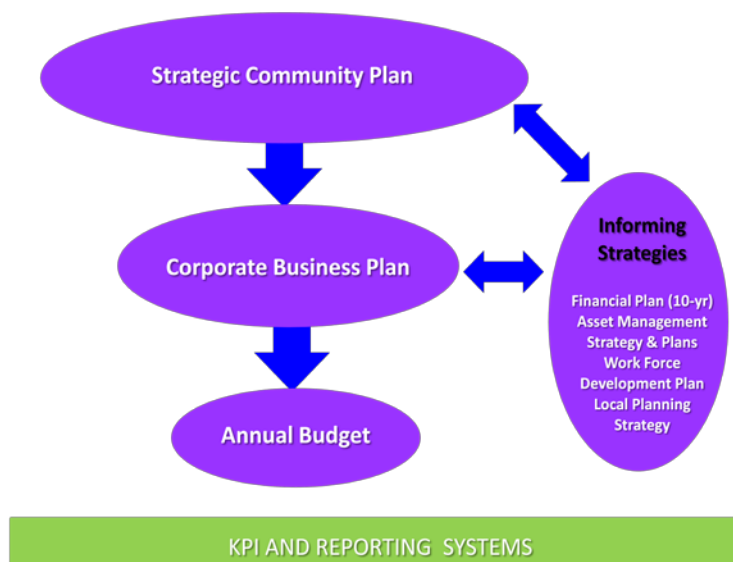 Strategic Community Plan
Informing
Strategies
Corporate Business Plan
Financial Plan (10-yr)
Asset Management
Strategy & Plans
Work Force
Development Plan
Local Planning
Strategy
Annual Budget
KPI AND REPORTING SYSTEMS